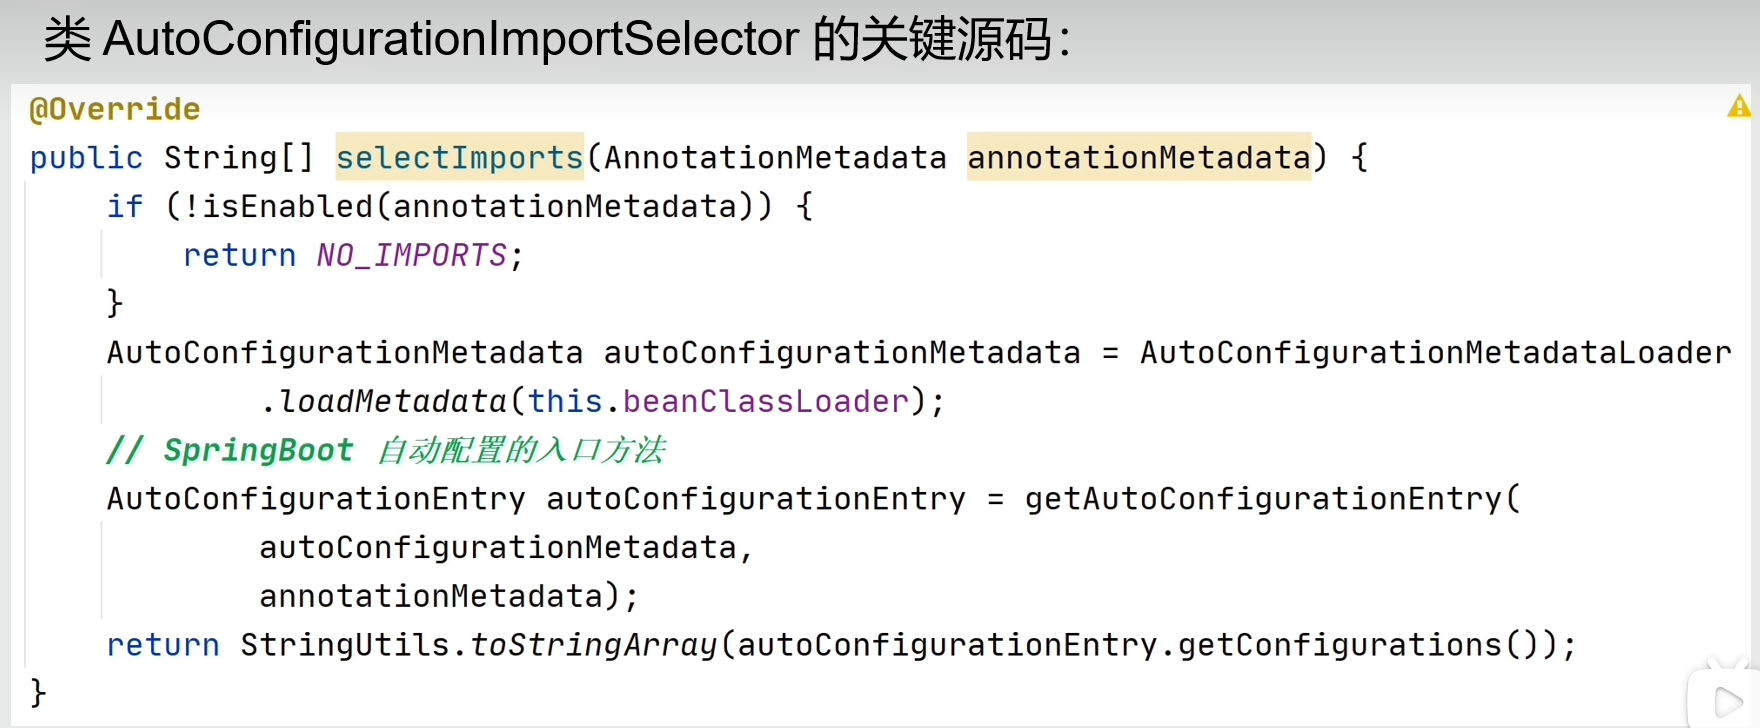 类 AutoConfigurationImportSelector 的关键源码：
@Override
public String[] selectImports(AnnotationMetadata annotationMetadata) {
if (!isEnabled(annotationMetadata)) {
return NO_IMPORTS;
}
AutoConfigurationMetadata autoConfigurationMetadata = AutoConfigurationMetadataLoader
.loadMetadata(this.beanClassLoader);
// SpringBoot 自动配置的入口方法
AutoConfigurationEntry autoConfigurationEntry = getAutoConfigurationEntry(
autoConfigurationMetadata,
annotationMetadata);
return StringUtils.toStringArray(autoConfigurationEntry.getConfigurations());
}